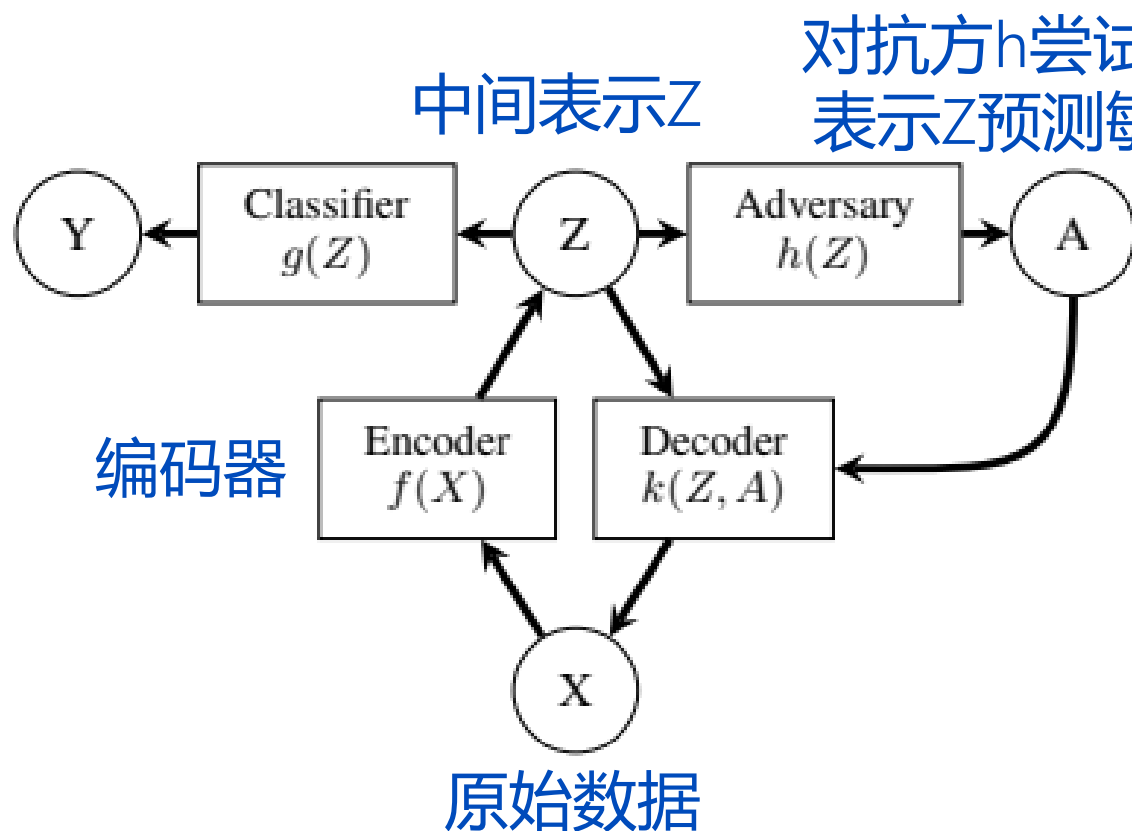 对抗方h尝试
中间表示Z
表示Z预测敏
Y
Classifier
g(Z)
Z
Adversary
h(Z)
A
编码器
Encoder
f(X)
Decoder
k(Z, A)
X
原始数据